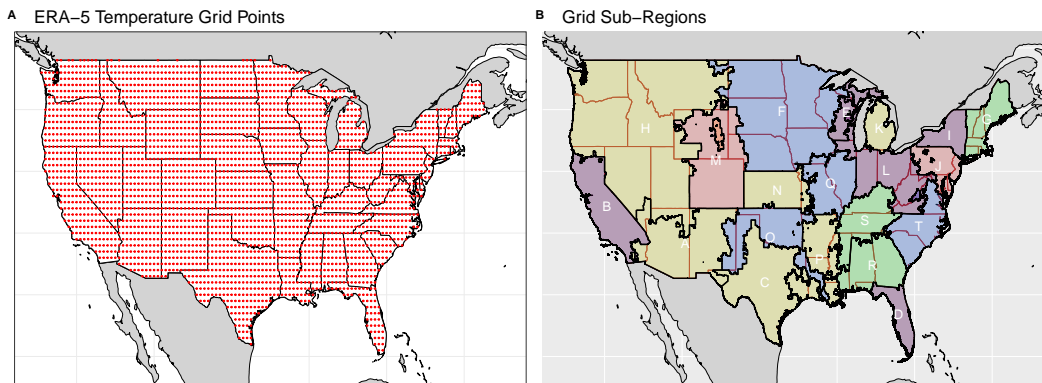 A ERA−5 Temperature Grid Points
B Grid Sub−Regions
F
E
K
G
H
I
M
J
L
N
Q
B
S
T
A
O
P
R
C
D